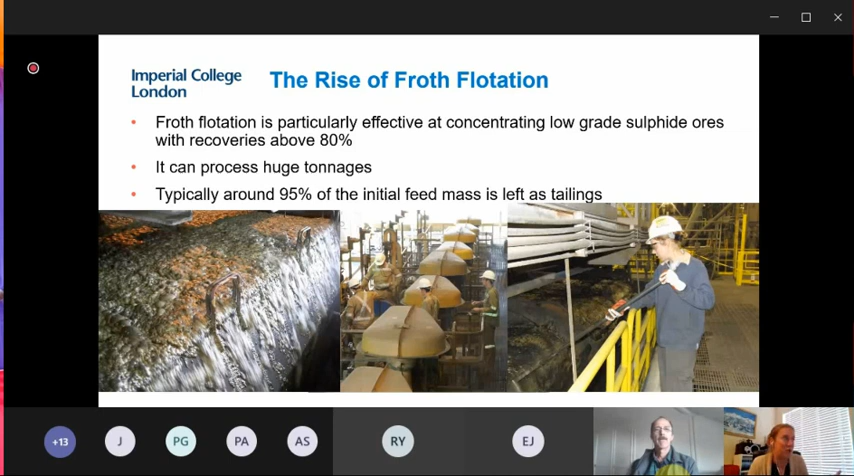 Imperial College
London
The Rise of Froth Flotation
• Froth flotation is particularly effective at concentrating low grade sulphide ores
with recoveries above 80%
• It can process huge tonnages
• Typically around 95% of the initial feed mass is left as tailings
+13
J
PG
PA
AS
RY
EJ